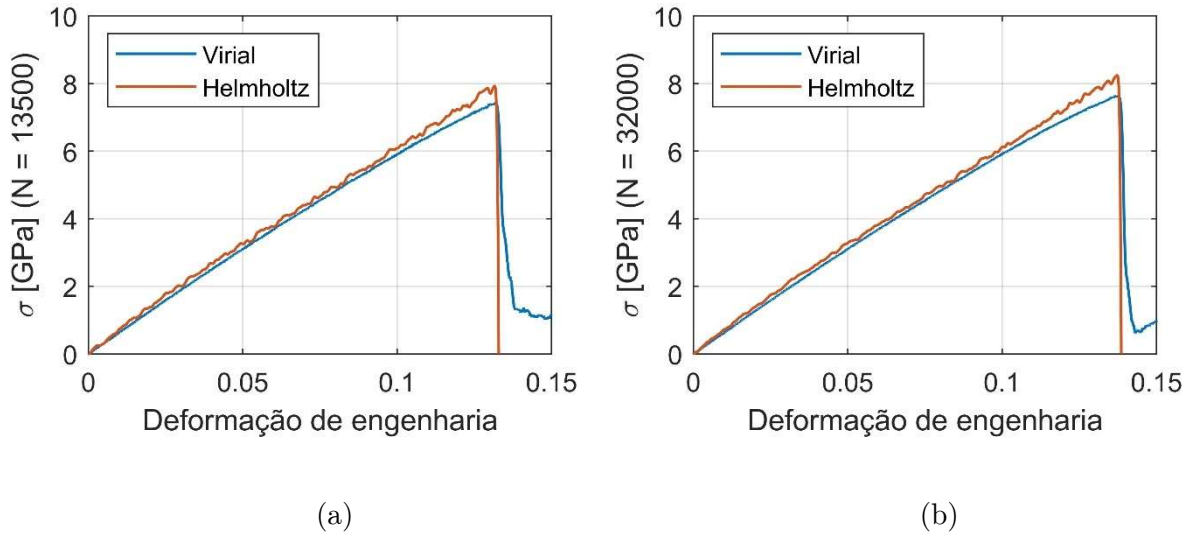 10
8
6
4
2
0
σ [GPa] (N = 13500)
Virial
Helmholtz
0 0.05 0.1 0.15
Deformação de engenharia
(a)
10
8
6
4
2
0
σ [GPa] (N = 32000)
Virial
Helmholtz
0 0.05 0.1 0.15
Deformação de engenharia
(b)